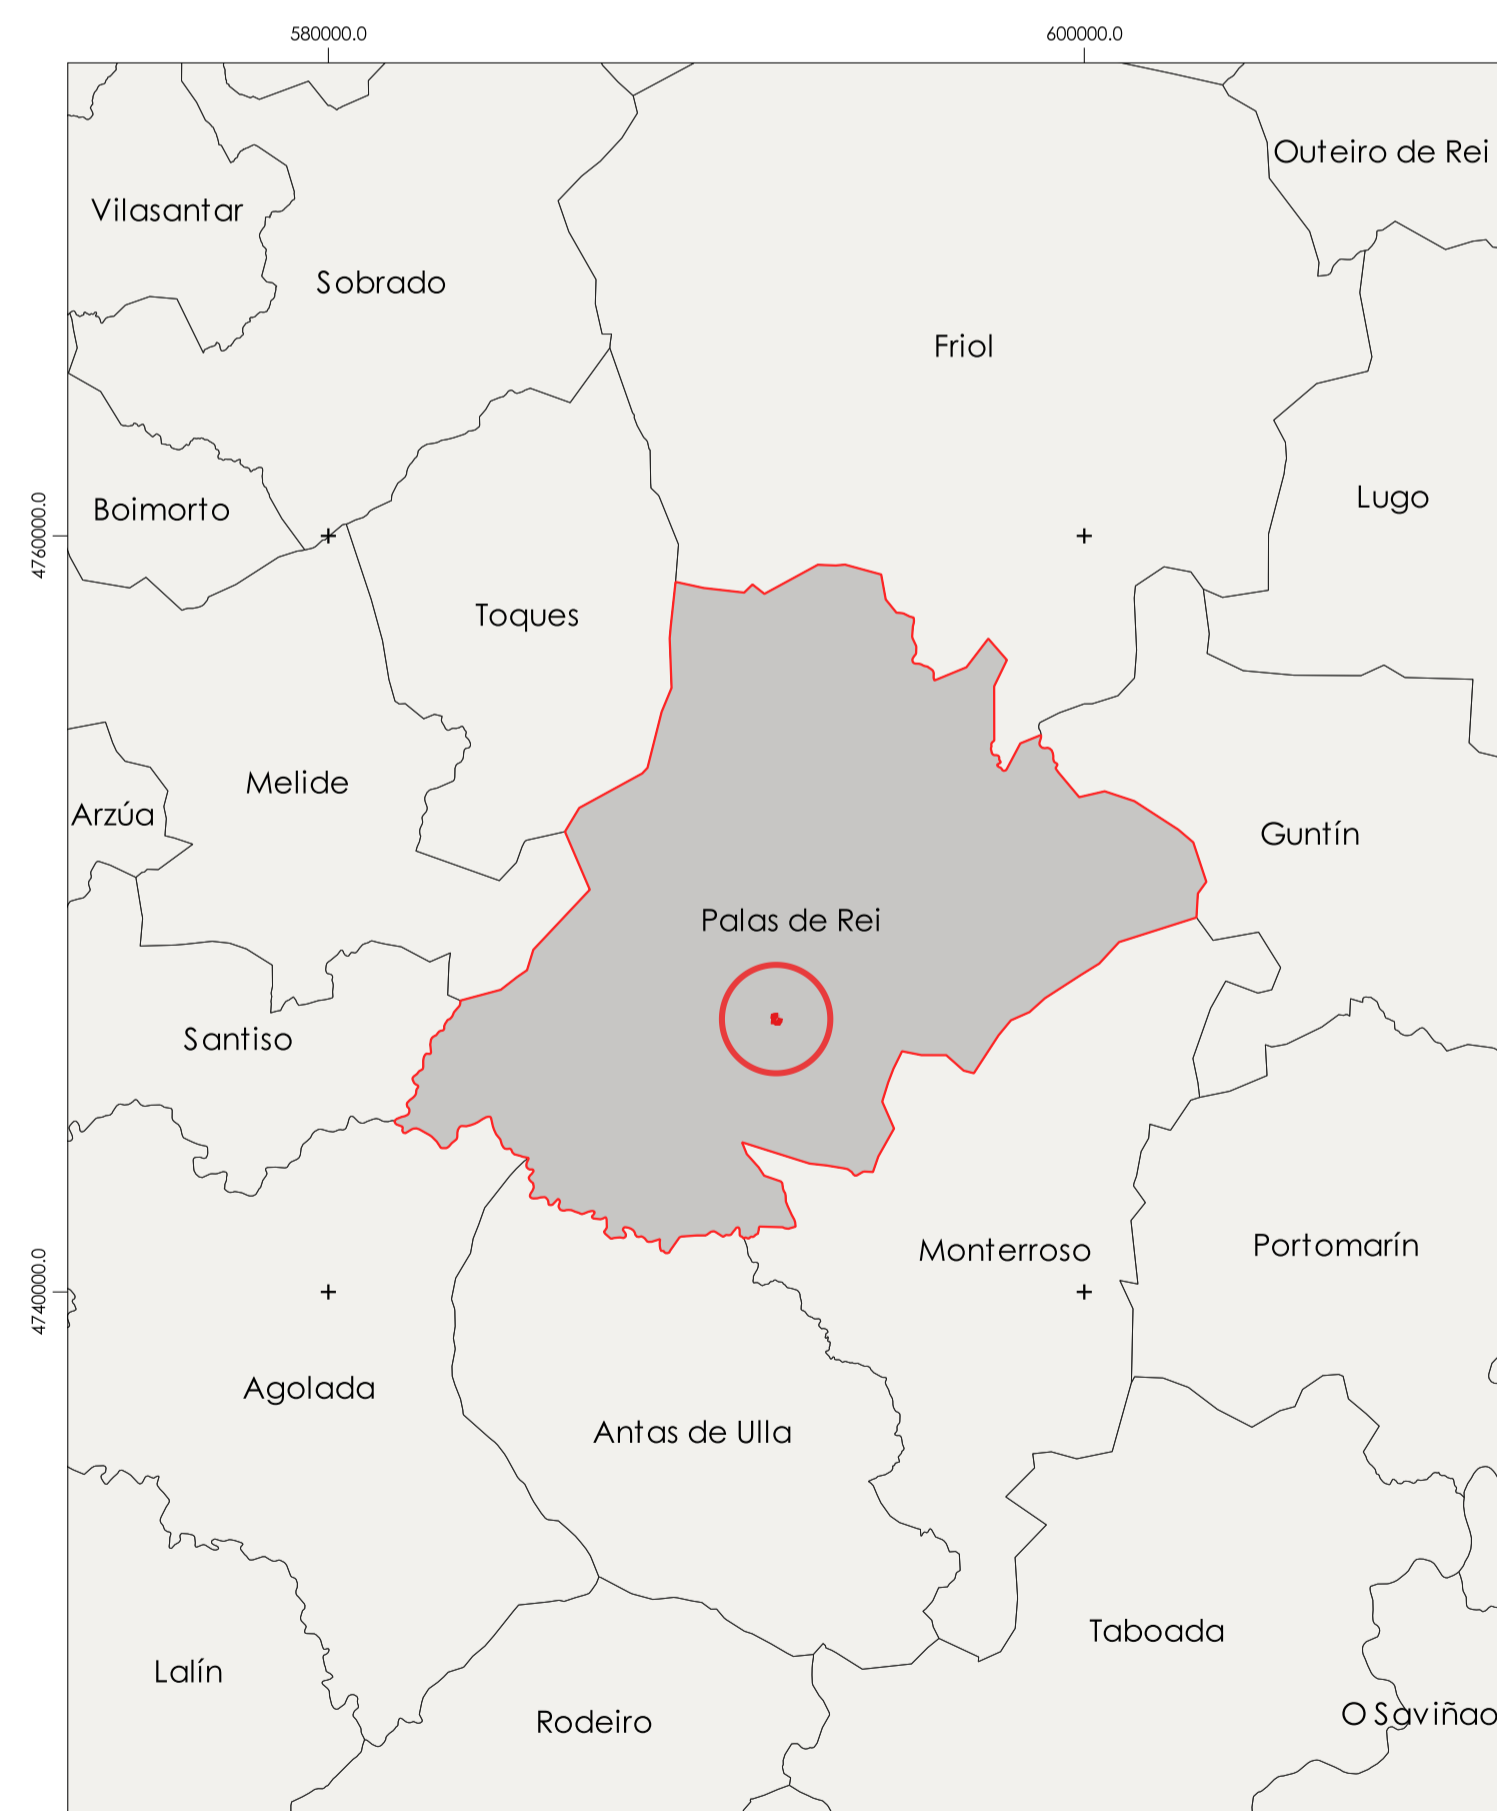 580000.0
600000.0
Outeiro de Rei
Vilasantar
Sobrado
Friol
Lugo
Boimorto
4760000.0
Toques
Melide
Arzúa
Guntín
Palas de Rei
Santiso
Monterroso
Portomarín
4740000.0
Agolada
Antas de Ulla
Taboada
Lalín
O Saviñao
Rodeiro